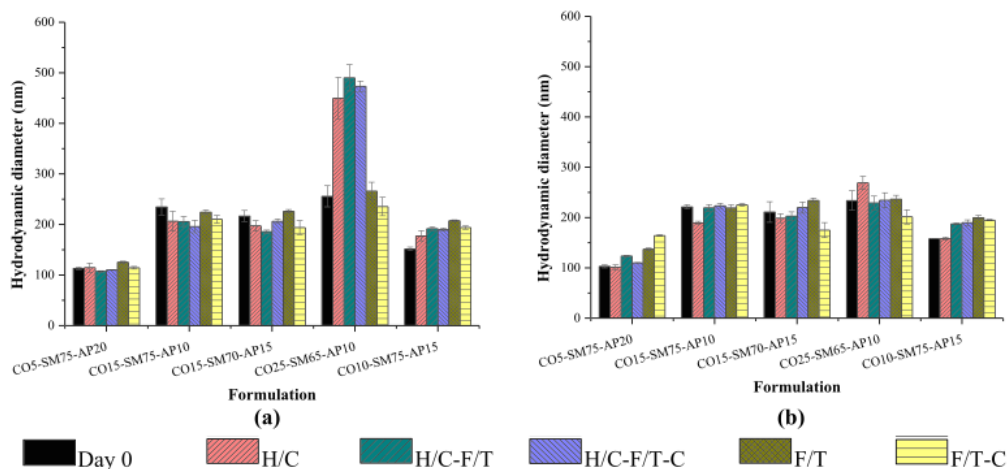 600
500
400
300
200
100
0
Hydrodynamic diameter (nm)
CO5-SM75-AP20
CO15-SM75-AP10
CO15-SM70-AP15
CO25-SM65-AP10
CO10-SM75-AP15
Formulation
(a)
600
500
400
300
200
100
0
Hydrodynamic diameter (nm)
CO5-SM75-AP20
CO15-SM75-AP10
CO15-SM70-AP15
CO25-SM65-AP10
CO10-SM75-AP15
Formulation
(b)
Day 0 H/C H/C-F/T H/C-F/T-C F/T F/T-C